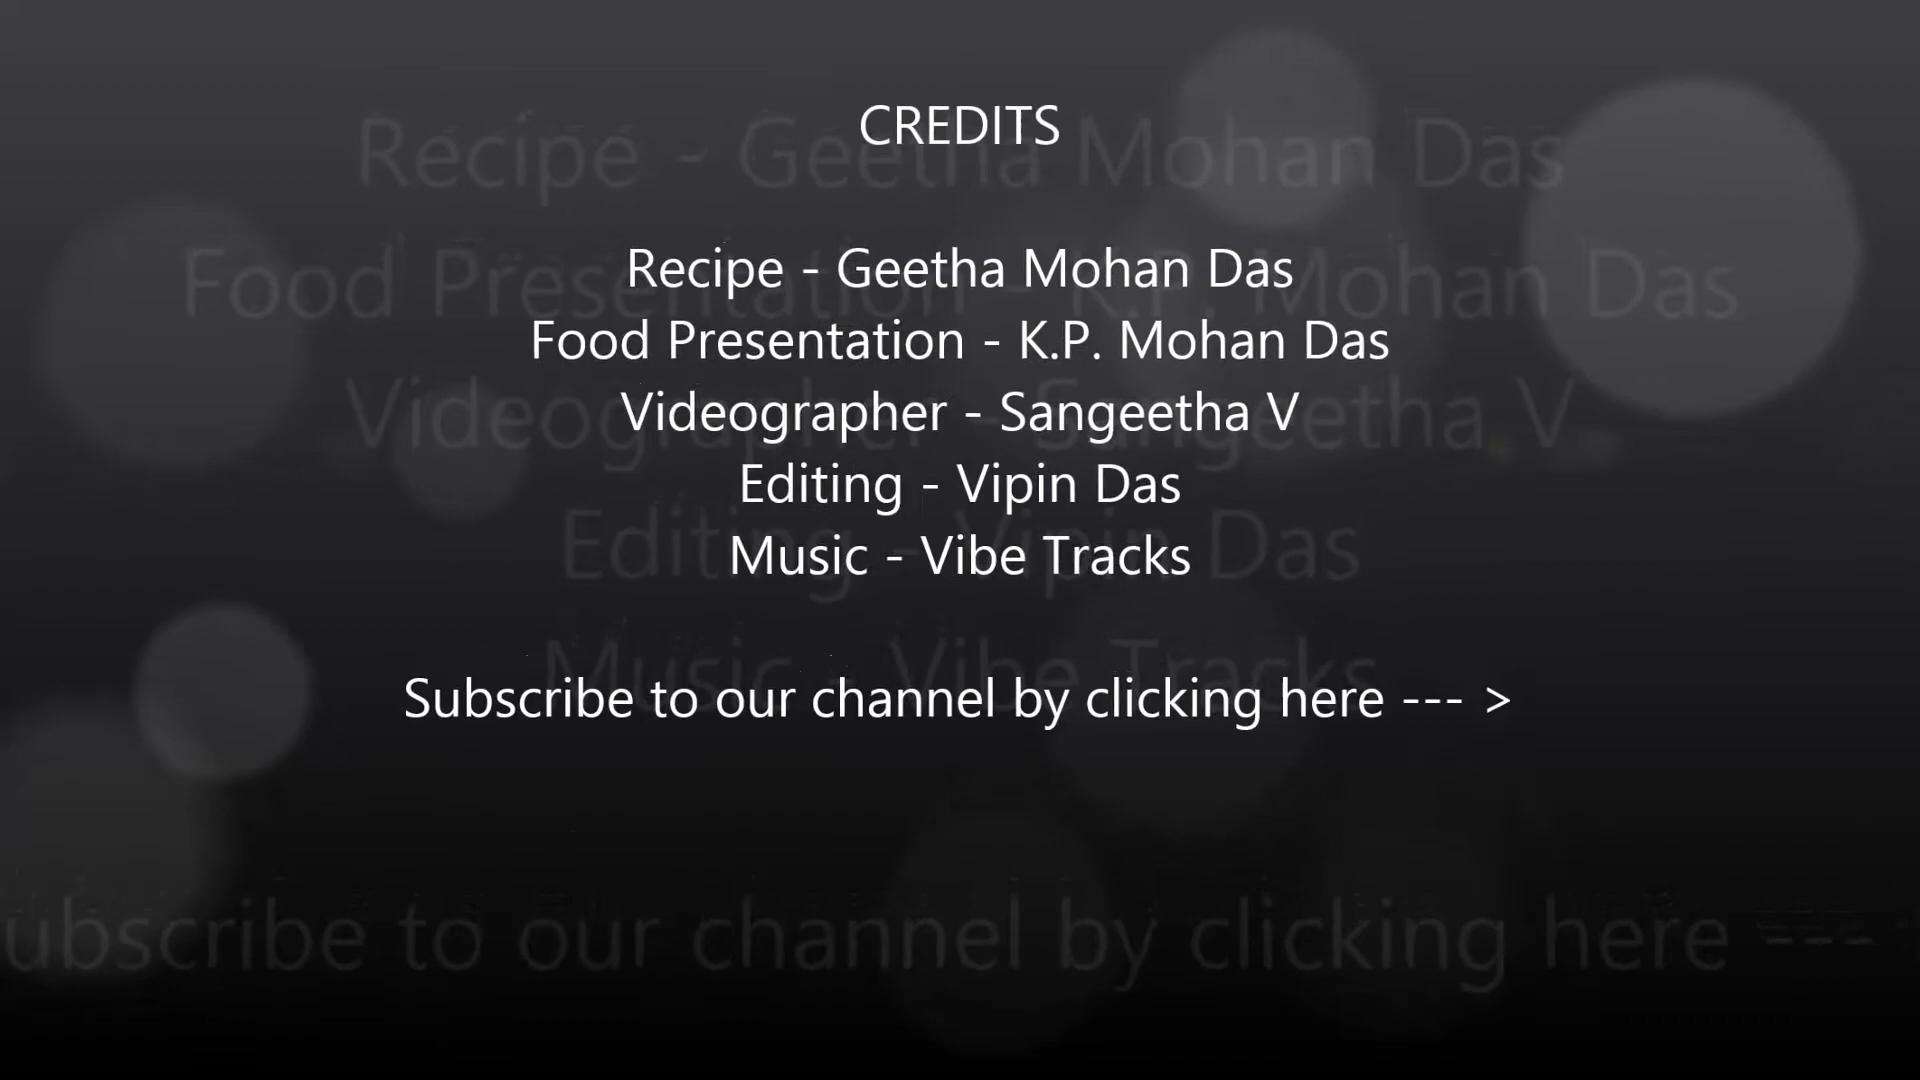 CREDITS
Recipe - Geetha Mohan Das
Food Presentation - K.P. Mohan Das
Videographer - Sangeetha V
Editing - Vipin Das
Music - Vibe Tracks
Subscribe to our channel by clicking here --- >